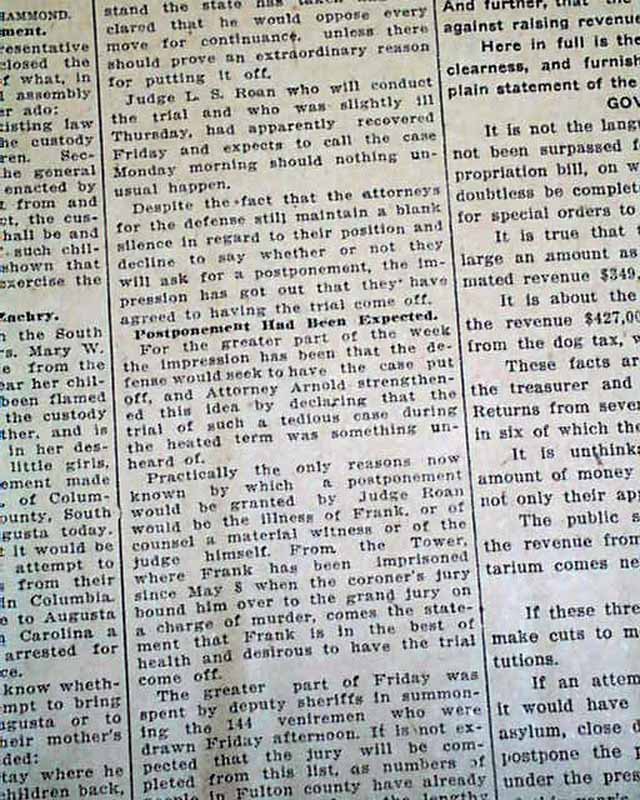 HAMMOND.
ment.
resentative
closed the
f what, in
l assembly
er ado:
xisting law
he custody
ren. Sec-
he general
enacted by
t from and
ct, the cus-
hall be and
such chil-
shown that
exercise the
Zachry.
n the South
rs. Mary W.
e from the
ear her chil-
been flamed
the custody
ther, and is
in her des-
little girls,
ement made
. of Colum-
ounty, South
gusta today.
t it would be
attempt to
s from their
in Columbia.
e to Augusta
a Carolina a
arrested for
ce.
know wheth-
mpt to bring
ugusta or to
heir mother's
ded:
tay where he
children back,
stand the state has taken and
clared that he would oppose every
move for continuance, unless there
should prove an extraordinary reason
for putting it off.
Judge L. S. Roan who will conduct
the trial and who was slightly ill
Thursday, had apparently recovered
Friday and expects to call the case
Monday morning should nothing un-
usual happen.
Despite the fact that the attorneys
for the defense still maintain a blank
silence in regard to their position and
decline to say whether or not they
will ask for a postponement, the im-
pression has got out that they have
agreed to having the trial come off.
Postponement Had Been Expected.
For the greater part of the week
the impression has been that the de-
fense would seek to have the case put
off, and Attorney Arnold strengthen-
ed this idea by declaring that the
trial of such a tedious case during
the heated term was something un-
heard of.
Practically the only reasons now
known by which a postponement
would be granted by Judge Roan
would be the illness of Frank, or of
counsel a material witness or of the
judge himself. From the Tower,
where Frank has been imprisoned
since May 8 when the coroner's jury
bound him over to the grand jury on
a charge of murder, comes the state-
ment that Frank is in the best of
health and desirous to have the trial
come off.
The greater part of Friday was
spent by deputy sheriffs in summon-
ing the 144 veniremen who were
drawn Friday afternoon. It is not ex-
pected that the jury will be com-
pleted from this list, as numbers of
people in Fulton county have already
the lengthy
And further, that the
against raising revenue
Here in full is the
clearness, and furnish
plain statement of the
GOV
It is not the langu
not been surpassed f
propriation bill, on w
doubtless be complet
for special orders to
It is true that t
large an amount as
mated revenue $349,
It is about the
the revenue $427,00
from the dog tax, w
These facts ar
the treasurer and
Returns from seve
in six of which the
It is unthinka
amount of money
not only their app
The public s
the revenue from
tarium comes ne
If these thre
make cuts to m
tutions.
If an attem
it would have
asylum, close d
postpone the
under the pres